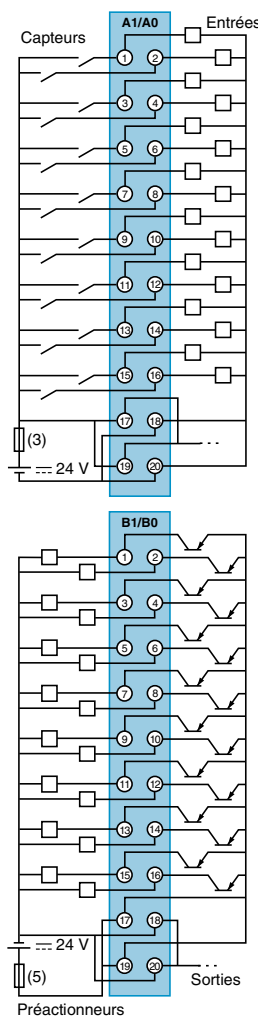 A1/A0
Entrées
Capteurs
1 2
3 4
5 6
7 8
9 10
11 12
13 14
15 16
17 18
(3)
24 V
19 20
B1/B0
1 2
3 4
5 6
7 8
9 10
11 12
13 14
15 16
17 18
24 V
(5)
19 20
Sorties
Préactionneurs